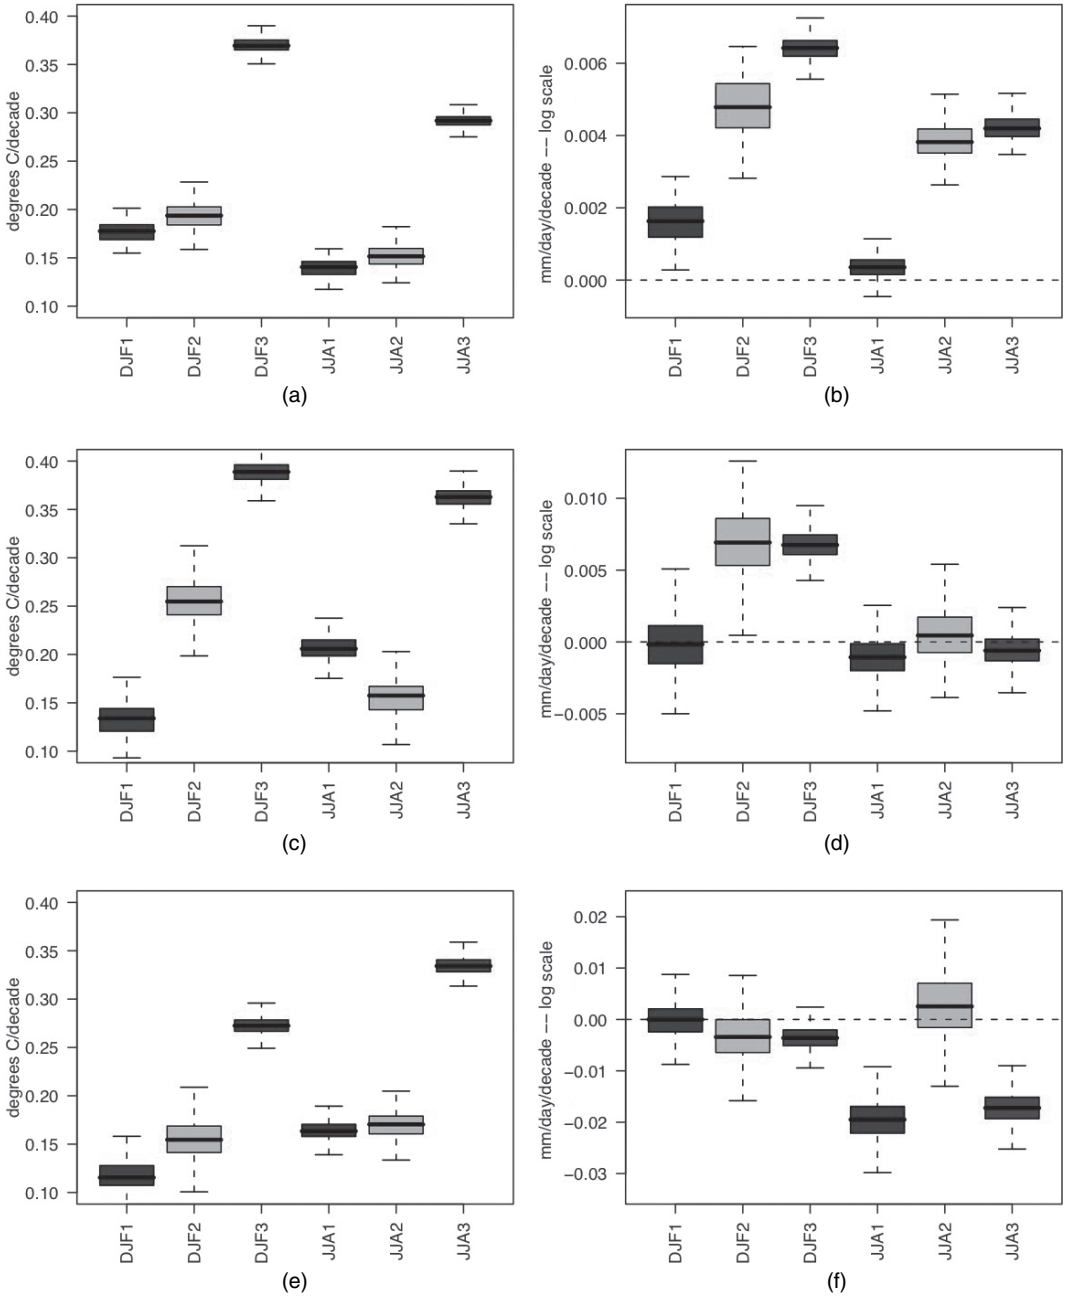 degrees C/decade
0.40
0.35
0.30
0.25
0.20
0.15
0.10
DJF1
DJF2
DJF3
JJA1
JJA2
JJA3
(a)
mm/day/decade -- log scale
0.006
0.004
0.002
0.000
DJF1
DJF2
DJF3
JJA1
JJA2
JJA3
(b)
degrees C/decade
0.40
0.35
0.30
0.25
0.20
0.15
0.10
DJF1
DJF2
DJF3
JJA1
JJA2
JJA3
(c)
mm/day/decade -- log scale
0.010
0.005
0.000
−0.005
DJF1
DJF2
DJF3
JJA1
JJA2
JJA3
(d)
degrees C/decade
0.40
0.35
0.30
0.25
0.20
0.15
0.10
DJF1
DJF2
DJF3
JJA1
JJA2
JJA3
(e)
mm/day/decade -- log scale
0.02
0.01
0.00
−0.01
−0.02
−0.03
DJF1
DJF2
DJF3
JJA1
JJA2
JJA3
(f)